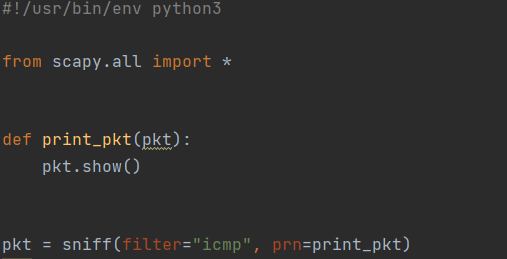 #!/usr/bin/env python3
from scapy.all import *
def print_pkt(pkt):
    pkt.show()
pkt = sniff(filter="icmp", prn=print_pkt)